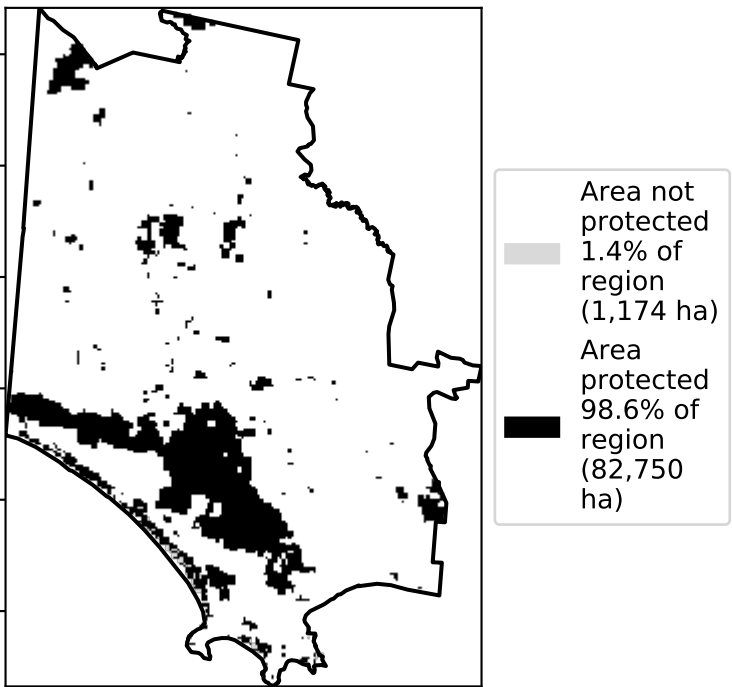 Area not
protected
1.4% of
region
(1,174 ha)
Area
protected
98.6% of
region
(82,750
ha)